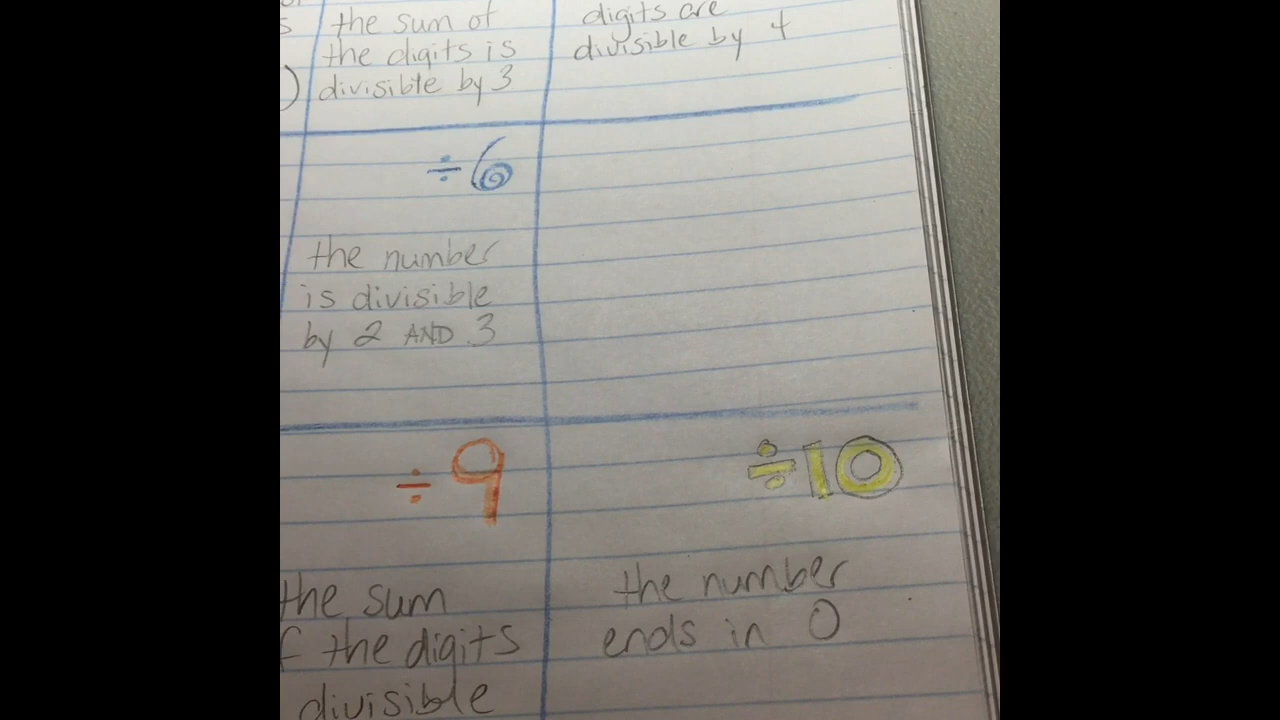 the sum of
the digits is
divisible by 3
digits are
divisible by 4
÷6
the number
is divisible
by 2 AND 3
÷9
the sum
f the digits
divisible
÷10
the number
ends in 0